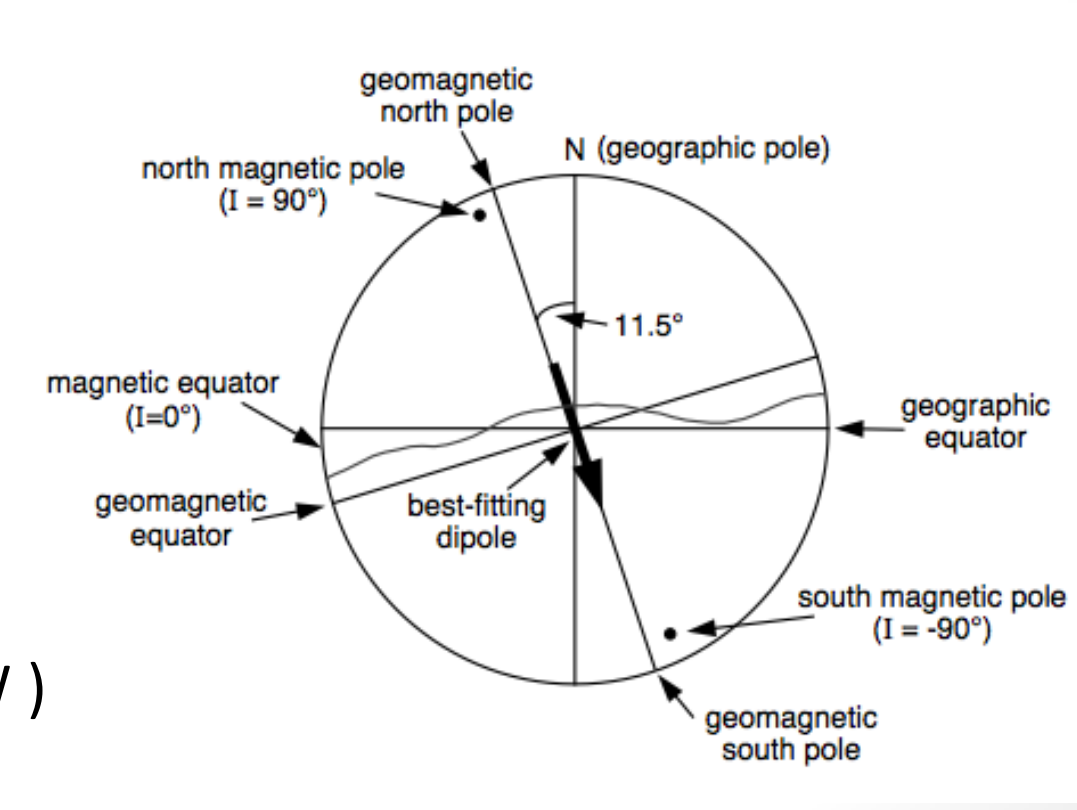 geomagnetic
north pole
N (geographic pole)
north magnetic pole
(I = 90°)
11.5°
magnetic equator
(I=0°)
geographic
equator
geomagnetic
equator
best-fitting
dipole
south magnetic pole
(I = -90°)
/ )
geomagnetic
south pole